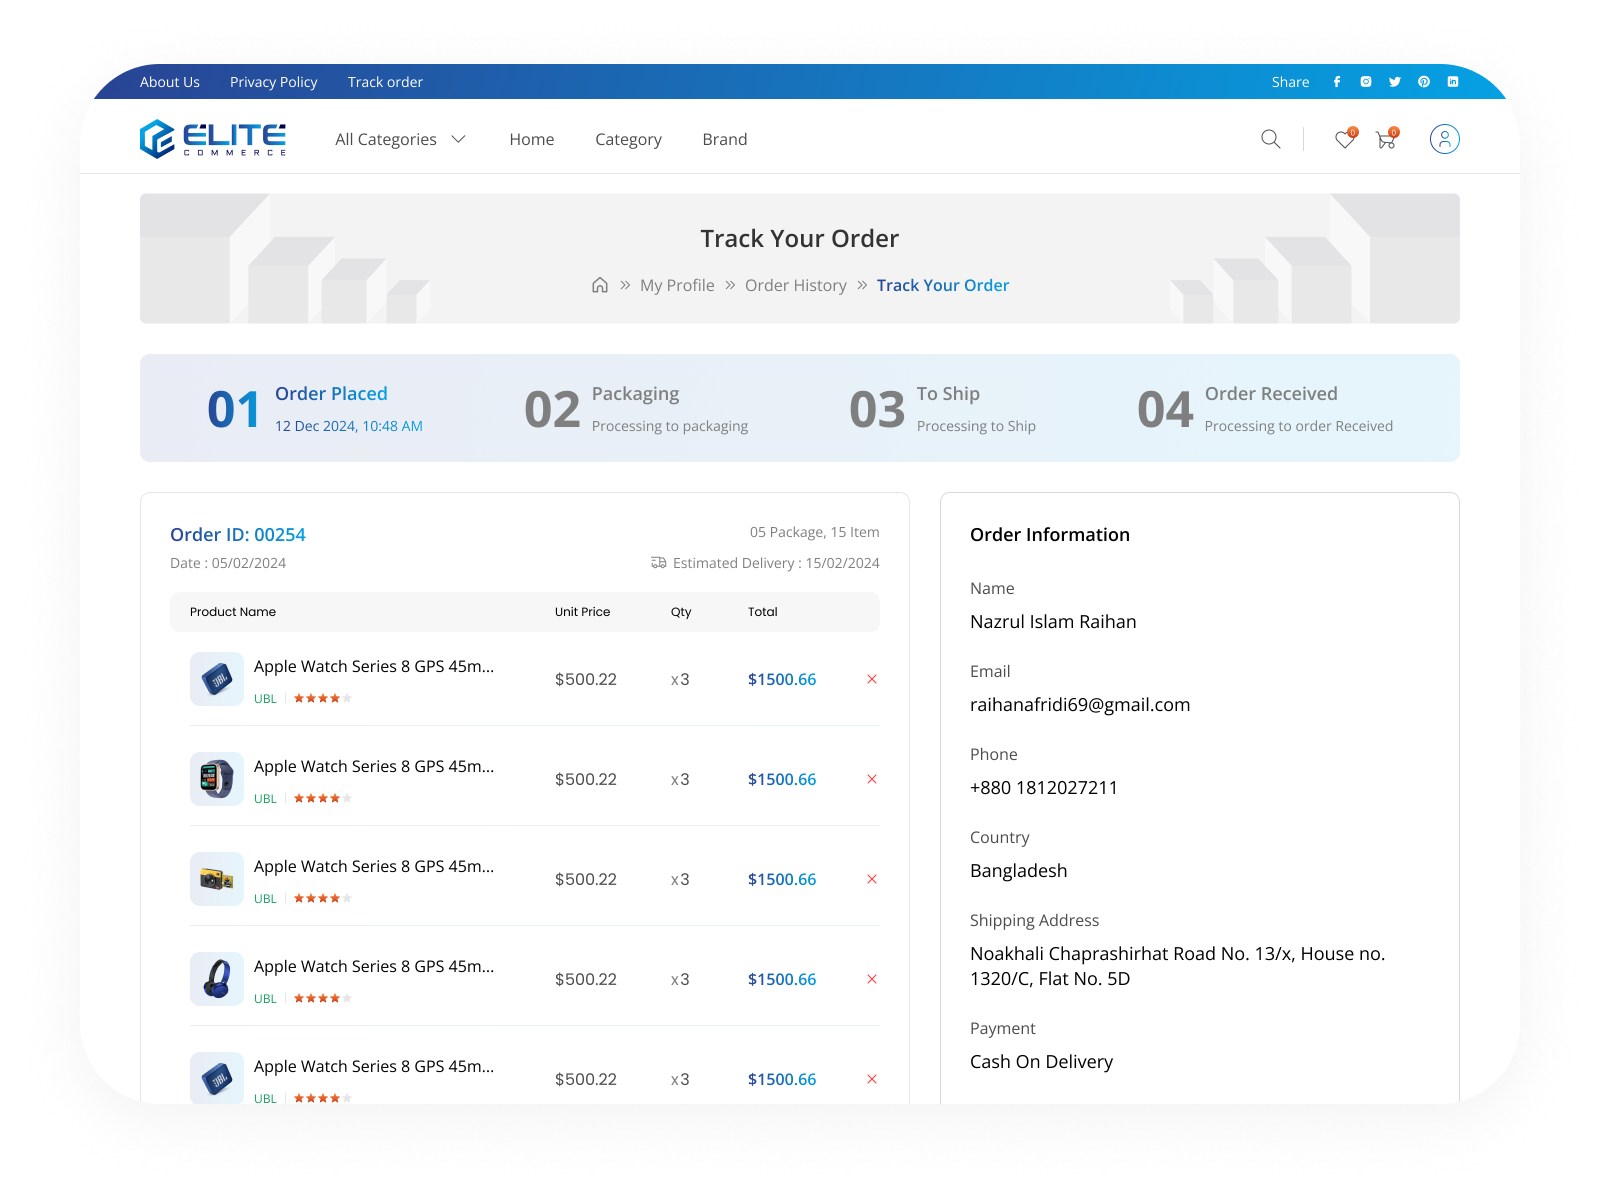 About Us Privacy Policy Track order Share
ELITE
COMMERCE
All Categories Home Category Brand
0 0
Track Your Order
My Profile Order History Track Your Order
01 Order Placed
12 Dec 2024, 10:48 AM
02 Packaging
Processing to packaging
03 To Ship
Processing to Ship
04 Order Received
Processing to order Received
Order ID: 00254
05 Package, 15 Item
Date : 05/02/2024
Estimated Delivery : 15/02/2024
Product Name Unit Price Qty Total
JBL
Apple Watch Series 8 GPS 45m...
UBL
$500.22 x3 $1500.66
Apple Watch Series 8 GPS 45m...
UBL
$500.22 x3 $1500.66
Apple Watch Series 8 GPS 45m...
UBL
$500.22 x3 $1500.66
Apple Watch Series 8 GPS 45m...
UBL
$500.22 x3 $1500.66
JBL
Apple Watch Series 8 GPS 45m...
UBL
$500.22 x3 $1500.66
Order Information
Name
Nazrul Islam Raihan
Email
raihanafridi69@gmail.com
Phone
+880 1812027211
Country
Bangladesh
Shipping Address
Noakhali Chaprashirhat Road No. 13/x, House no.
1320/C, Flat No. 5D
Payment
Cash On Delivery